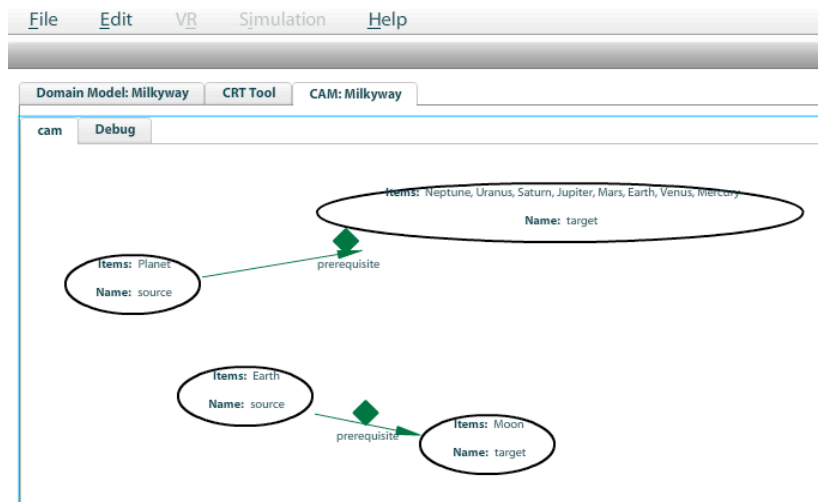 File Edit VR Simulation Help
Domain Model: Milkyway CRT Tool CAM: Milkyway
cam Debug
Items: Neptune, Uranus, Saturn, Jupiter, Mars, Earth, Venus, Mercury
Name: target
Items: Planet
Name: source
prerequisite
Items: Earth
Name: source
prerequisite
Items: Moon
Name: target